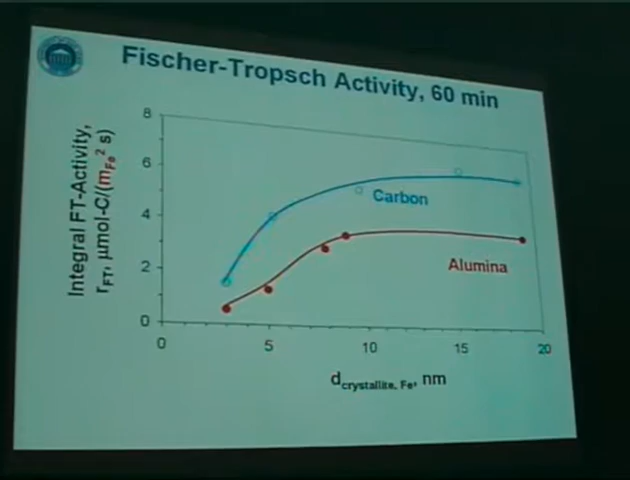 Fischer-Tropsch Activity, 60 min
Integral FT-Activity,
rFT, µmol-C/(mFe² s)
8
6
4
2
0
Carbon
Alumina
0 5 10 15 20
dcrystallite, Fe, nm